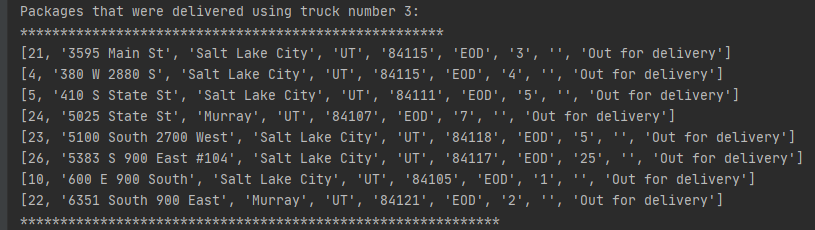 Packages that were delivered using truck number 3:
*****************************************************
[21, '3595 Main St', 'Salt Lake City', 'UT', '84115', 'EOD', '3', '', 'Out for delivery']
[4, '380 W 2880 S', 'Salt Lake City', 'UT', '84115', 'EOD', '4', '', 'Out for delivery']
[5, '410 S State St', 'Salt Lake City', 'UT', '84111', 'EOD', '5', '', 'Out for delivery']
[24, '5025 State St', 'Murray', 'UT', '84107', 'EOD', '7', '', 'Out for delivery']
[23, '5100 South 2700 West', 'Salt Lake City', 'UT', '84118', 'EOD', '5', '', 'Out for delivery']
[26, '5383 S 900 East #104', 'Salt Lake City', 'UT', '84117', 'EOD', '25', '', 'Out for delivery']
[10, '600 E 900 South', 'Salt Lake City', 'UT', '84105', 'EOD', '1', '', 'Out for delivery']
[22, '6351 South 900 East', 'Murray', 'UT', '84121', 'EOD', '2', '', 'Out for delivery']
************************************************************